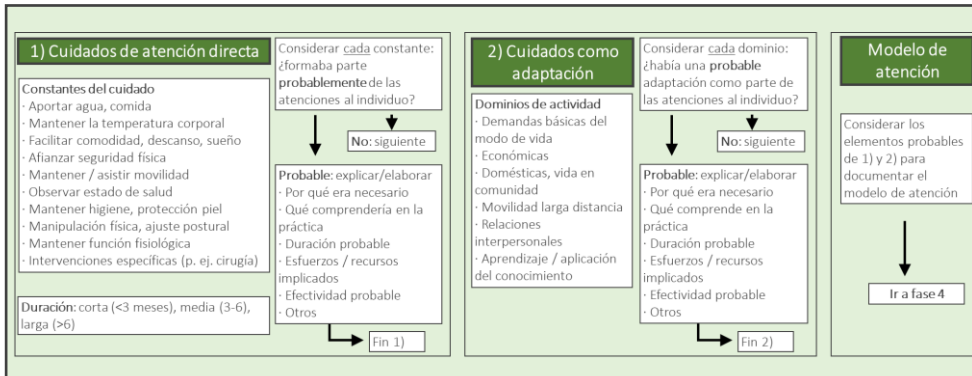 1) Cuidados de atención directa
Constantes del cuidado
· Aportar agua, comida
· Mantener la temperatura corporal
· Facilitar comodidad, descanso, sueño
· Afianzar seguridad física
· Mantener / asistir movilidad
· Observar estado de salud
· Mantener higiene, protección piel
· Manipulación física, ajuste postural
· Mantener función fisiológica
· Intervenciones específicas (p. ej. cirugía)
Duración: corta (<3 meses), media (3-6),
larga (>6)
Considerar cada constante:
¿formaba parte
probablemente de las
atenciones al individuo?
No: siguiente
Probable: explicar/elaborar
· Por qué era necesario
· Qué comprendería en la
práctica
· Duración probable
· Esfuerzos / recursos
implicados
· Efectividad probable
· Otros
Fin 1)
2) Cuidados como
adaptación
Dominios de actividad
· Demandas básicas del
modo de vida
· Económicas
· Domésticas, vida en
comunidad
· Movilidad larga distancia
· Relaciones
interpersonales
· Aprendizaje / aplicación
del conocimiento
Considerar cada dominio:
¿había una probable
adaptación como parte de
las atenciones al individuo?
No: siguiente
Probable: explicar/elaborar
· Por qué era necesario
· Qué comprende en la
práctica
· Duración probable
· Esfuerzos / recursos
implicados
· Efectividad probable
· Otros
Fin 2)
Modelo de
atención
Considerar los
elementos probables
de 1) y 2) para
documentar el
modelo de atención
Ir a fase 4